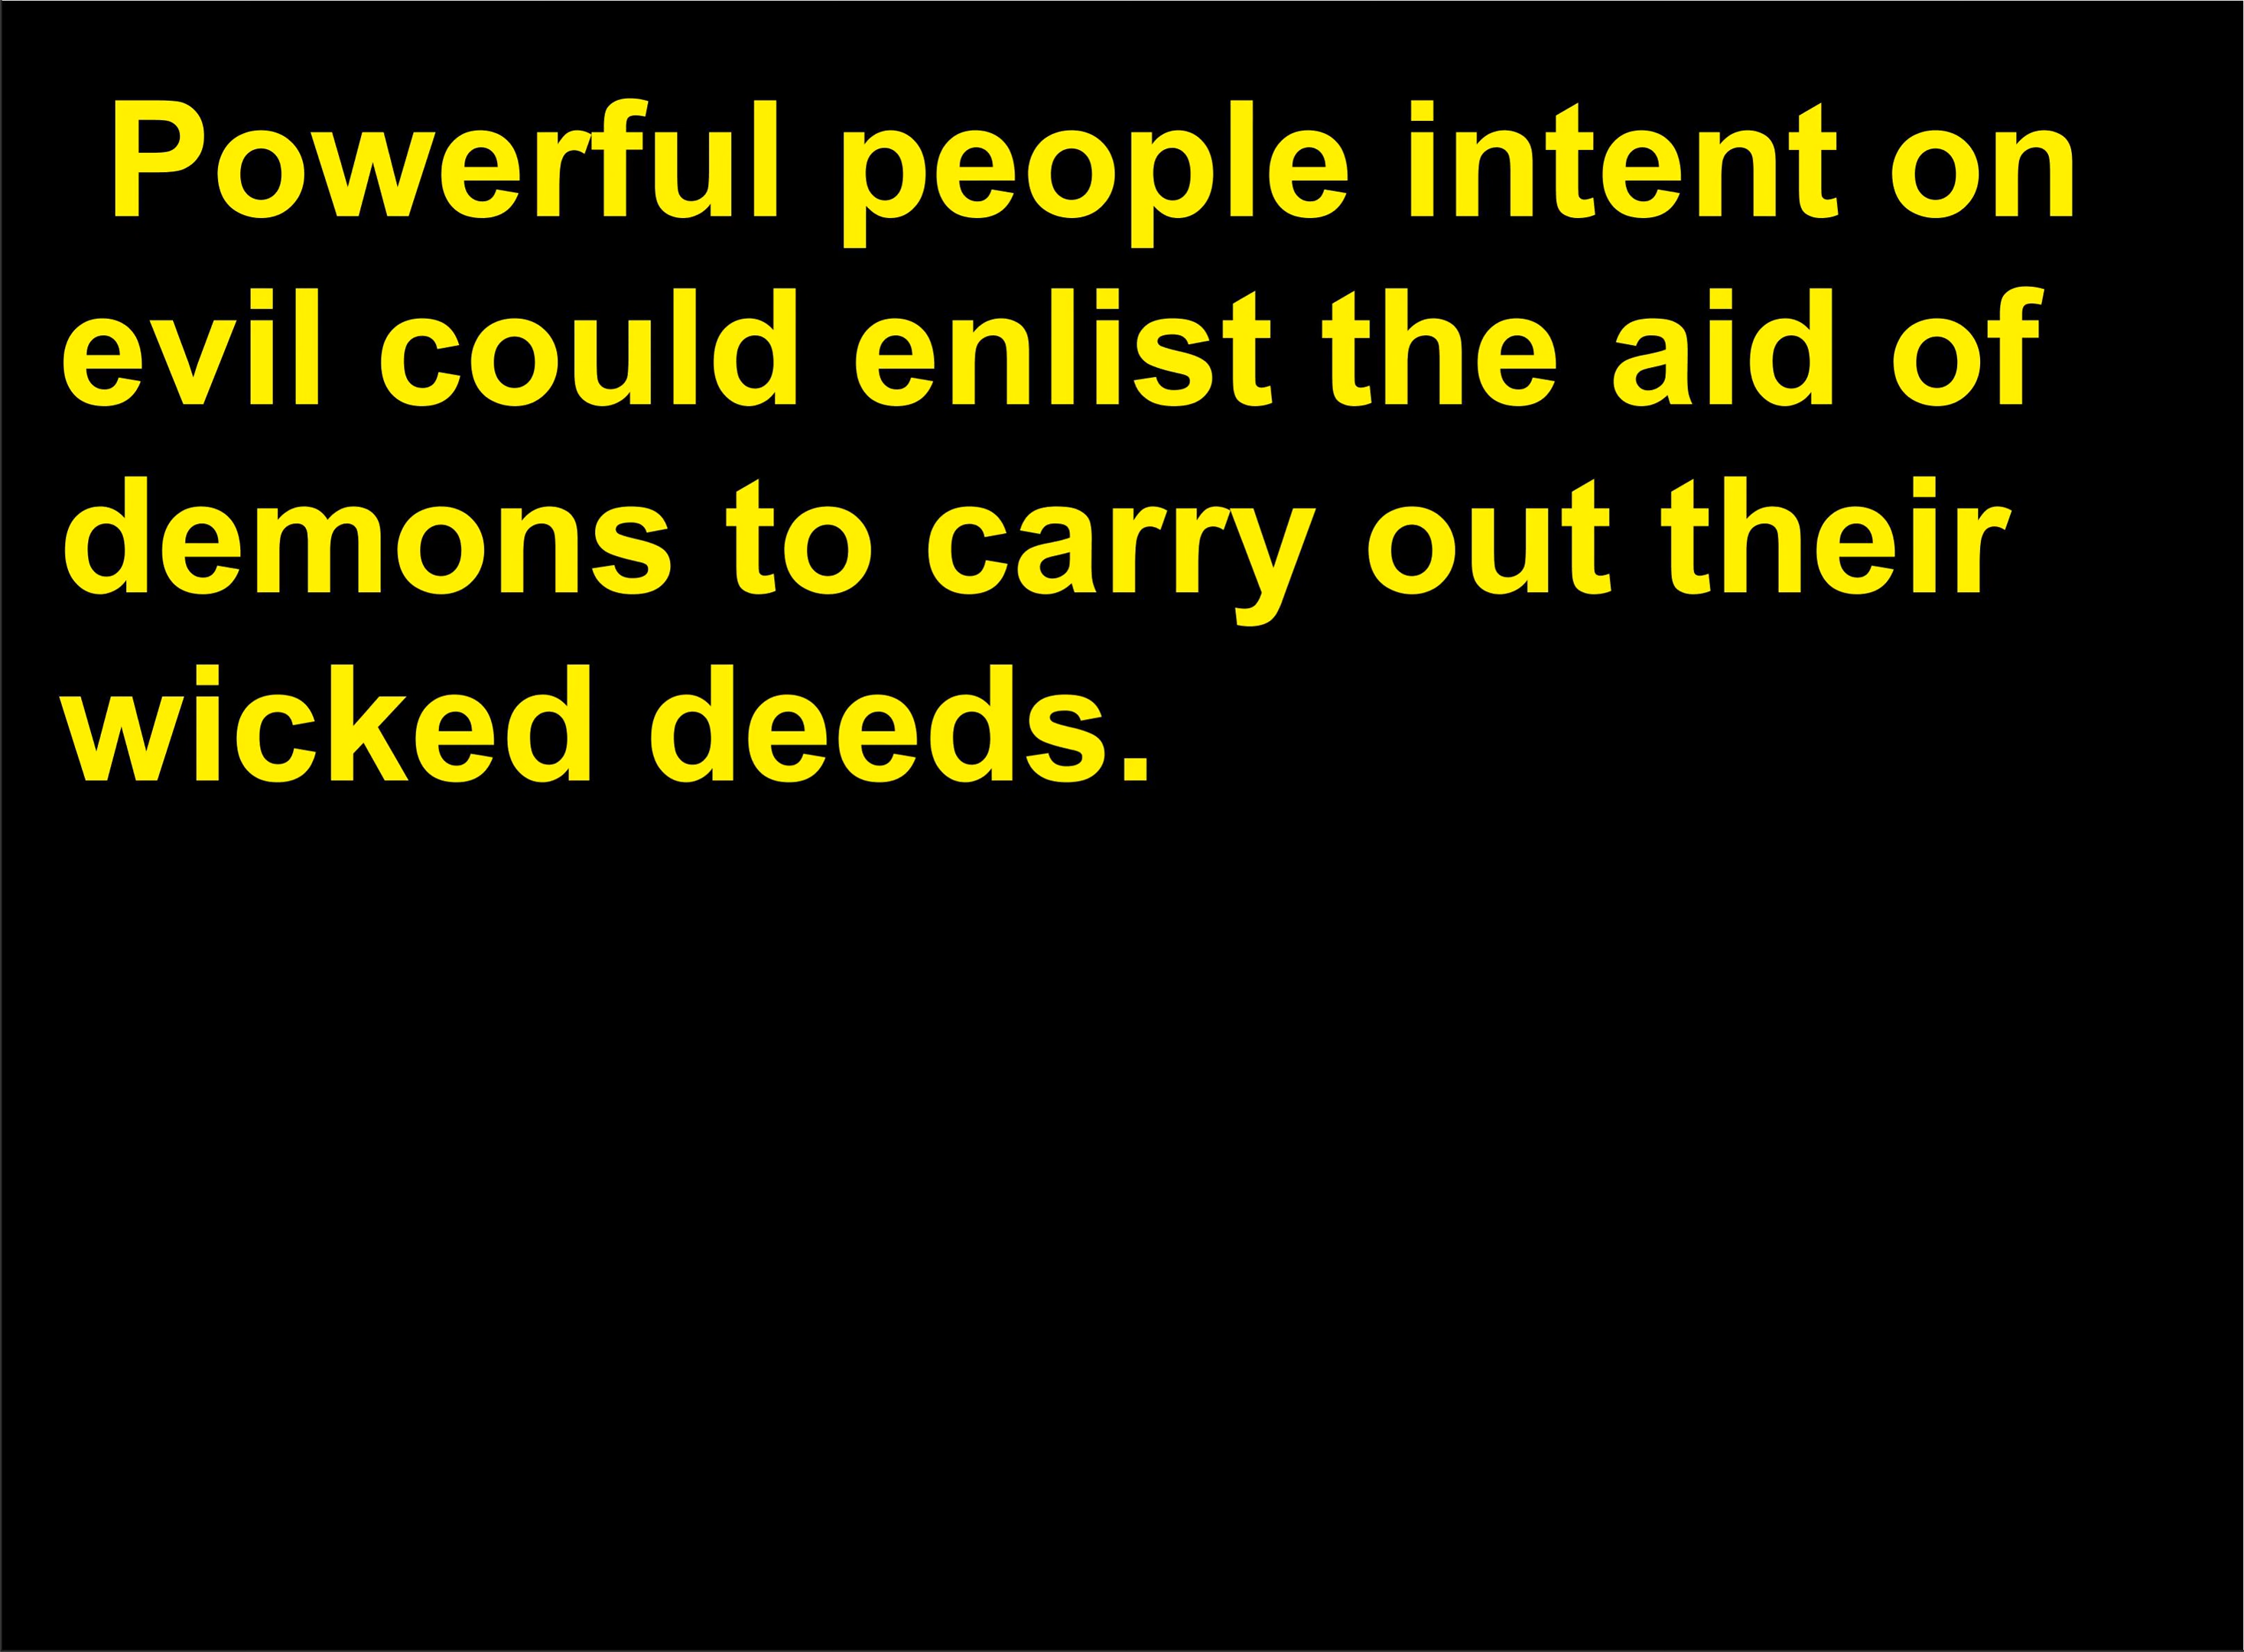 Powerful people intent on
evil could enlist the aid of
demons to carry out their
wicked deeds.